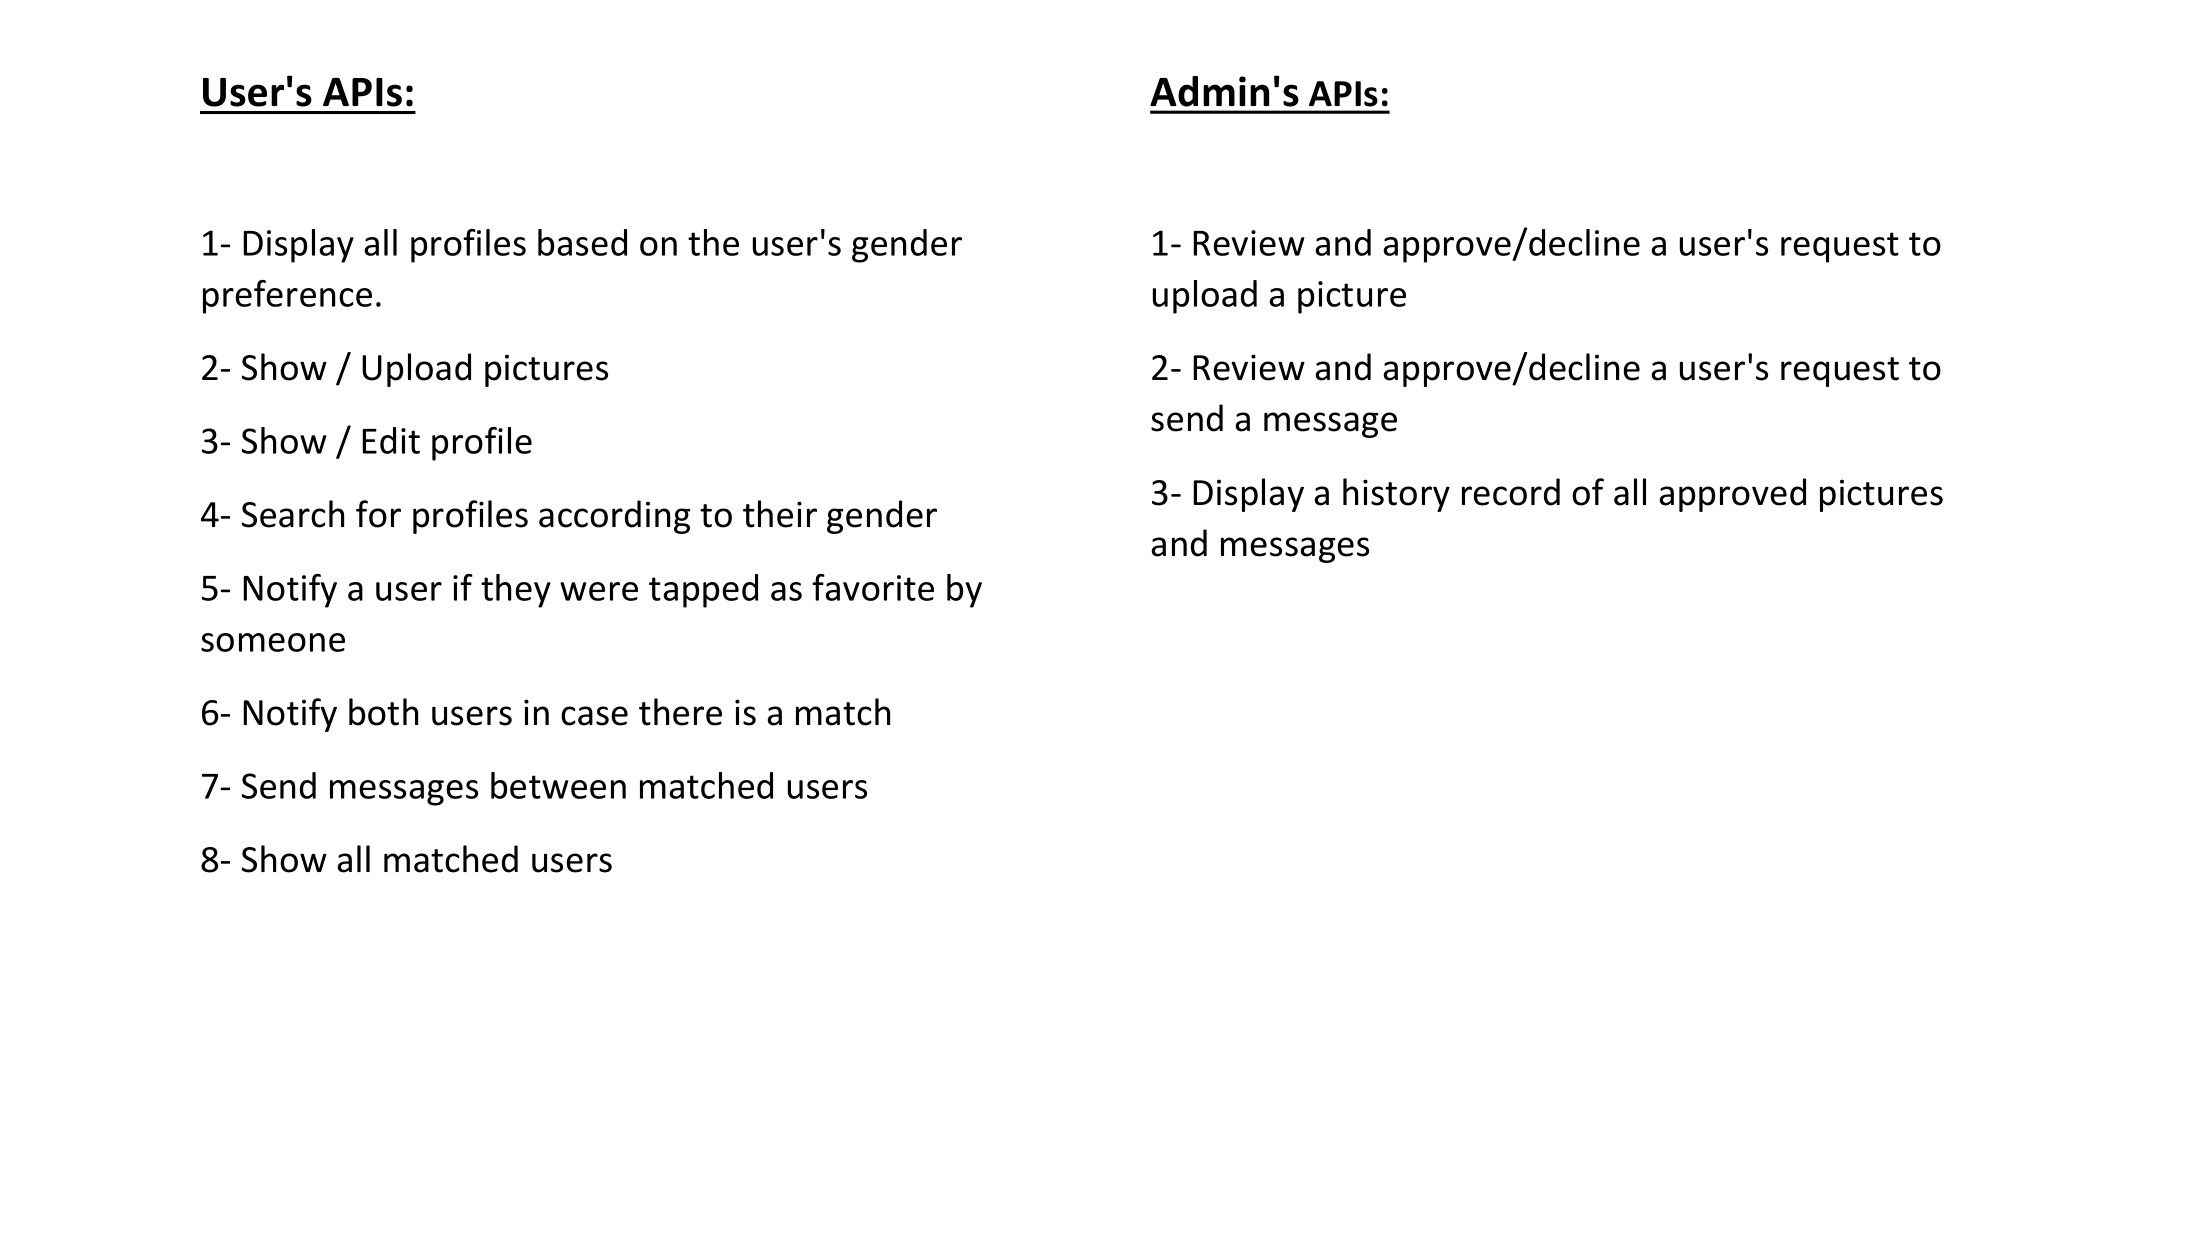 User's APIs:
1- Display all profiles based on the user's gender
preference.
2- Show / Upload pictures
3- Show / Edit profile
4- Search for profiles according to their gender
5- Notify a user if they were tapped as favorite by
someone
6- Notify both users in case there is a match
7- Send messages between matched users
8- Show all matched users
Admin's APIs:
1- Review and approve/decline a user's request to
upload a picture
2- Review and approve/decline a user's request to
send a message
3- Display a history record of all approved pictures
and messages